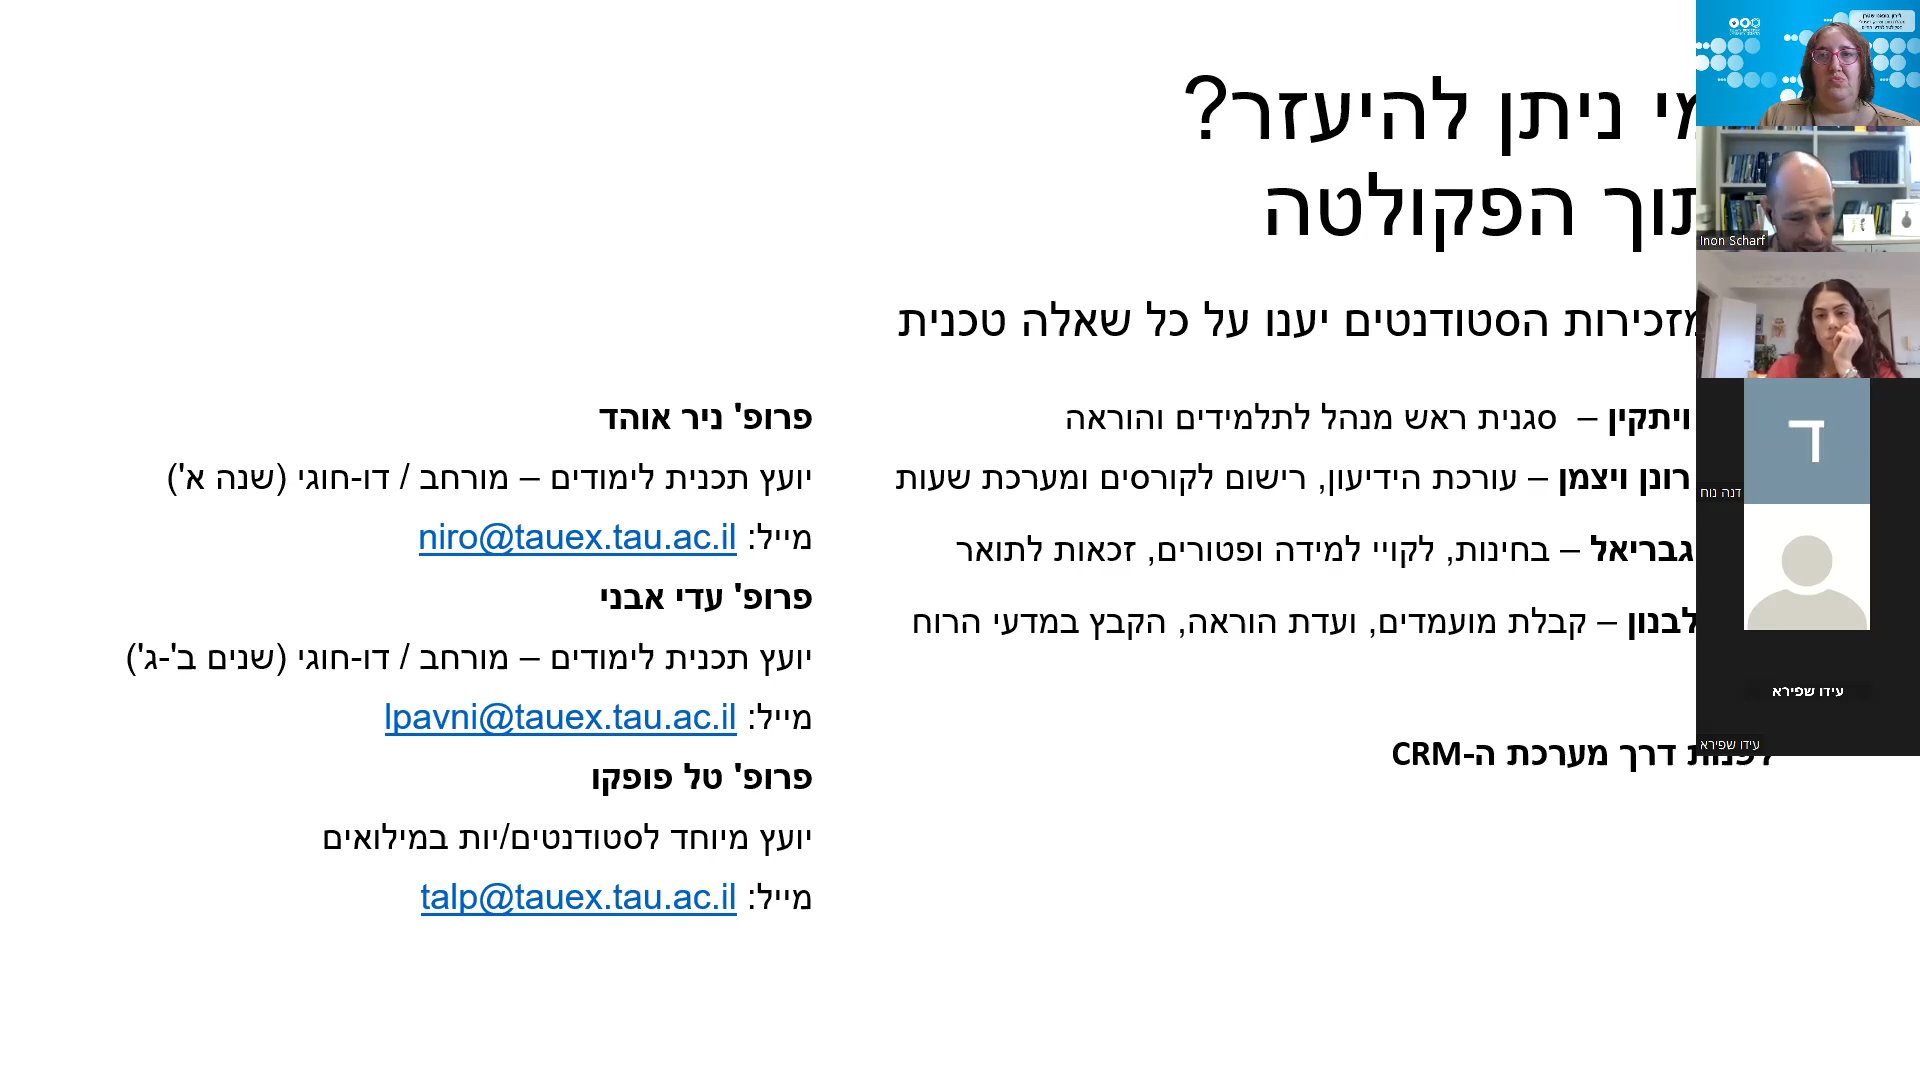 מי ניתן להיעזר?
תוך הפקולטה
מזכירות הסטודנטים יענו על כל שאלה טכנית
ויתקין – סגנית ראש מנהל לתלמידים והוראה
רונן ויצמן – עורכת הידיעון, רישום לקורסים ומערכת שעות
גבריאל – בחינות, לקויי למידה ופטורים, זכאות לתואר
לבנון – קבלת מועמדים, ועדת הוראה, הקבץ במדעי הרוח
לפנות דרך מערכת ה-CRM
פרופ' ניר אוהד
יועץ תכנית לימודים – מורחב / דו-חוגי (שנה א')
מייל: niro@tauex.tau.ac.il
פרופ' עדי אבני
יועץ תכנית לימודים – מורחב / דו-חוגי (שנים ב'-ג')
מייל: lpavni@tauex.tau.ac.il
פרופ' טל פופקו
יועץ מיוחד לסטודנטים/יות במילואים
מייל: talp@tauex.tau.ac.il
Inon Scharf
ד
דנה נוח
עידו שפירא
עידו שפירא